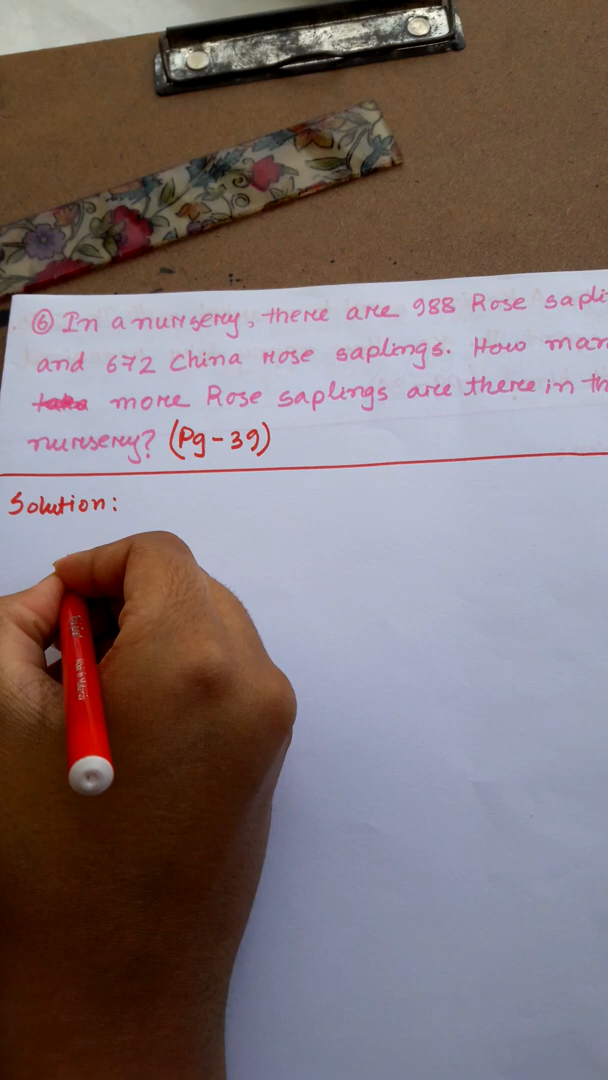 ⑥ In a nursery, there are 988 Rose sapli
and 672 China rose saplings. How man
more Rose saplings are there in th
nursery? (Pg-39)
Solution: